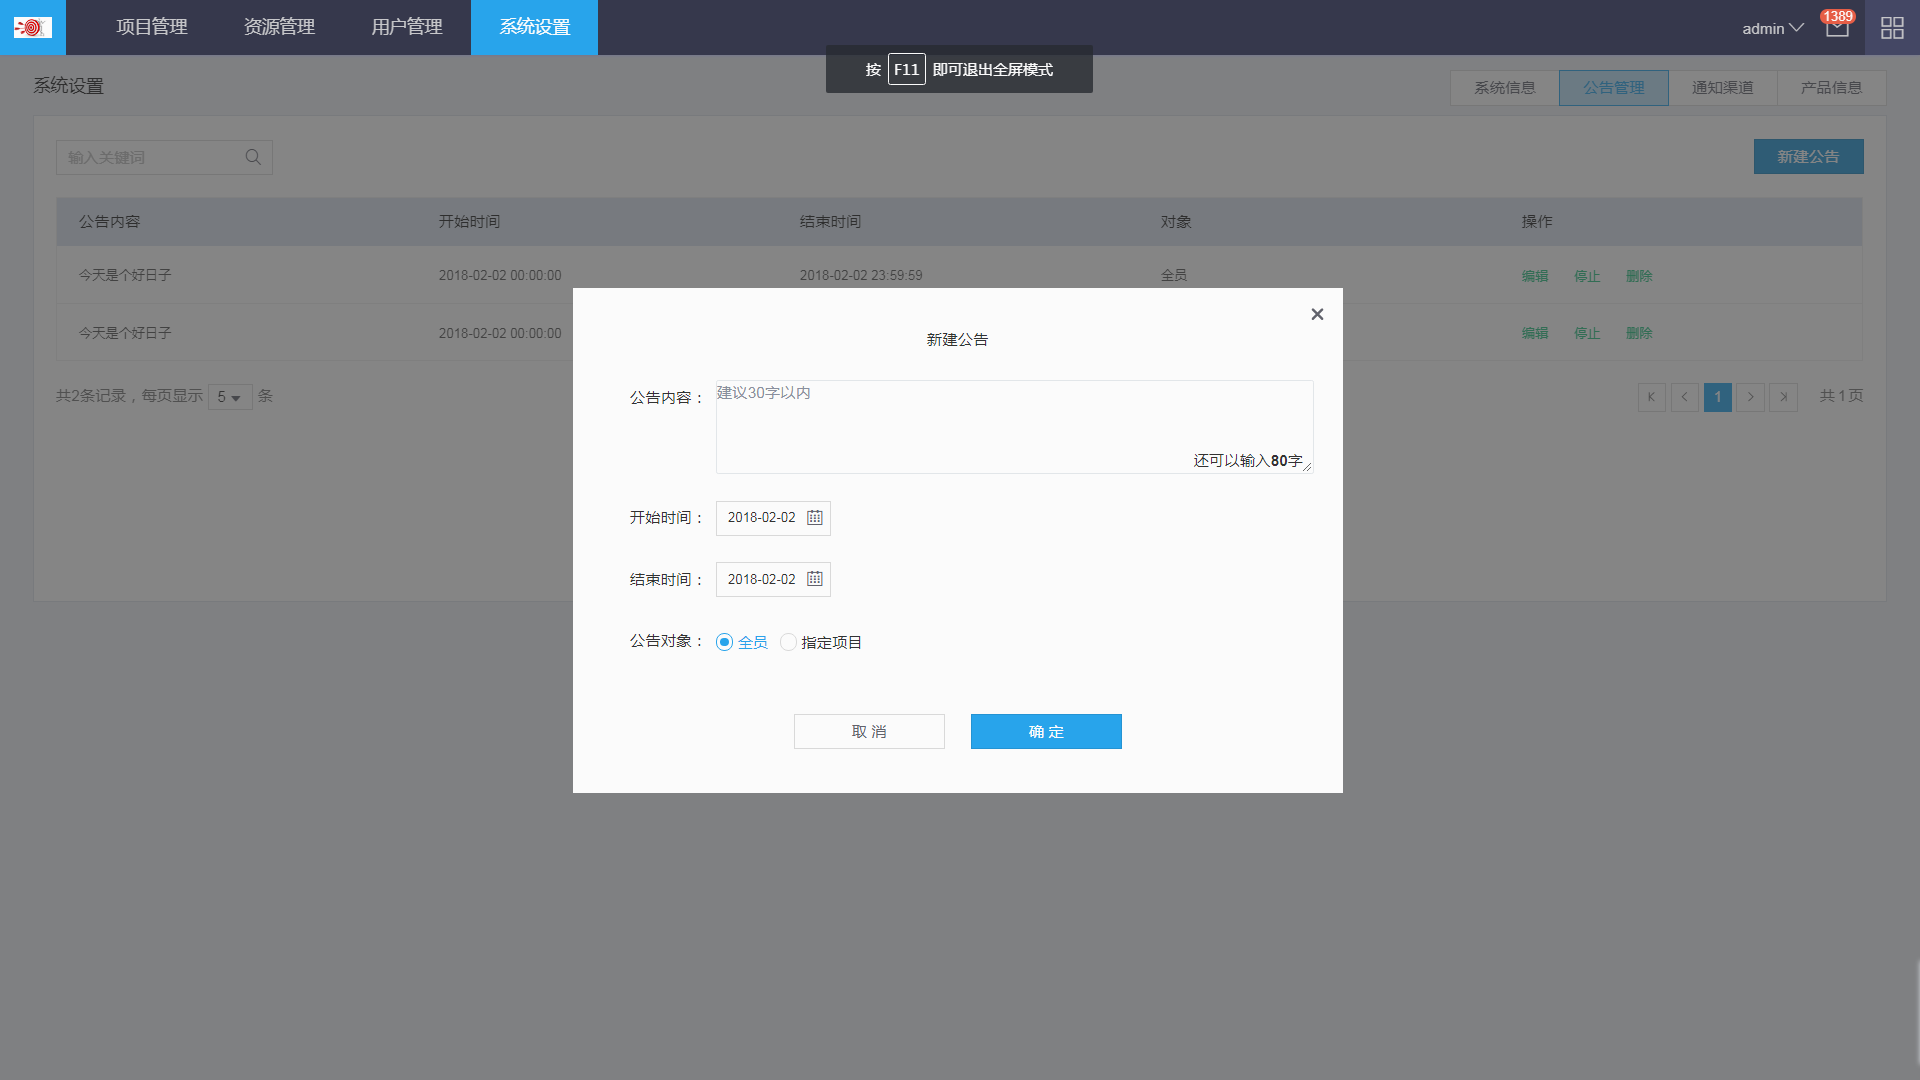 项目管理 资源管理 用户管理 系统设置 admin 1389
按 F11 即可退出全屏模式
系统设置 系统信息 公告管理 通知渠道 产品信息
输入关键词 新建公告
公告内容 开始时间 结束时间 对象 操作
今天是个好日子 2018-02-02 00:00:00 2018-02-02 23:59:59 全员 编辑 停止 删除
今天是个好日子 2018-02-02 00:00:00 编辑 停止 删除
共2条记录，每页显示 5 条 1 共1页
新建公告
公告内容： 建议30字以内
还可以输入80字
开始时间： 2018-02-02
结束时间： 2018-02-02
公告对象： 全员 指定项目
取 消 确 定